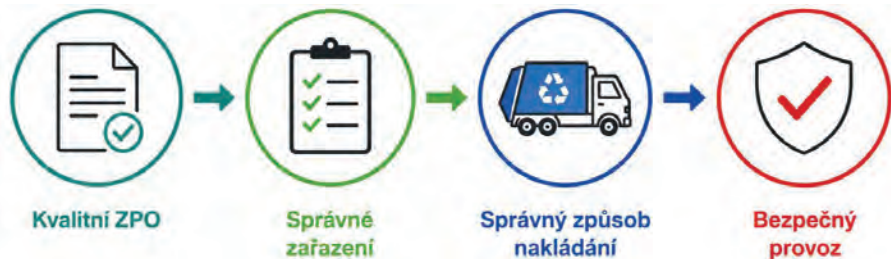 Kvalitní ZPO
Správné
zařazení
Správný způsob
nakládání
Bezpečný
provoz